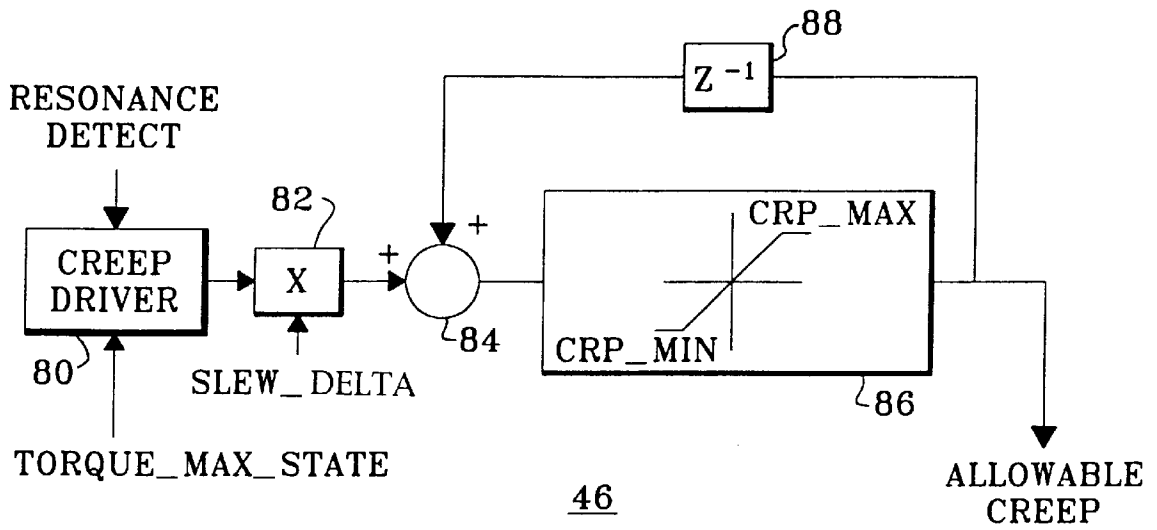 88
Z⁻¹
RESONANCE
DETECT
82
+
+
CRP_MAX
CREEP
DRIVER
X
84
CRP_MIN
80
SLEW_DELTA
86
TORQUE_MAX_STATE
46
ALLOWABLE
CREEP